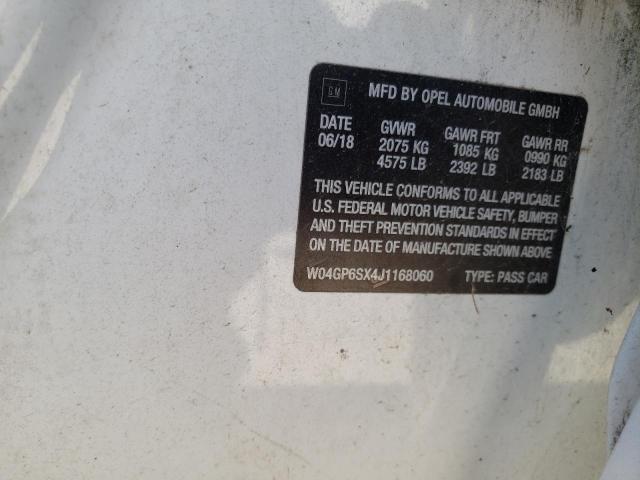 GM
MFD BY OPEL AUTOMOBILE GMBH
DATE GVWR GAWR FRT GAWR RR
06/18 2075 KG 1085 KG 0990 KG
4575 LB 2392 LB 2183 LB
THIS VEHICLE CONFORMS TO ALL APPLICABLE
U.S. FEDERAL MOTOR VEHICLE SAFETY, BUMPER
AND THEFT PREVENTION STANDARDS IN EFFECT
ON THE DATE OF MANUFACTURE SHOWN ABOVE
W04GP6SX4J1168060 TYPE: PASS CAR